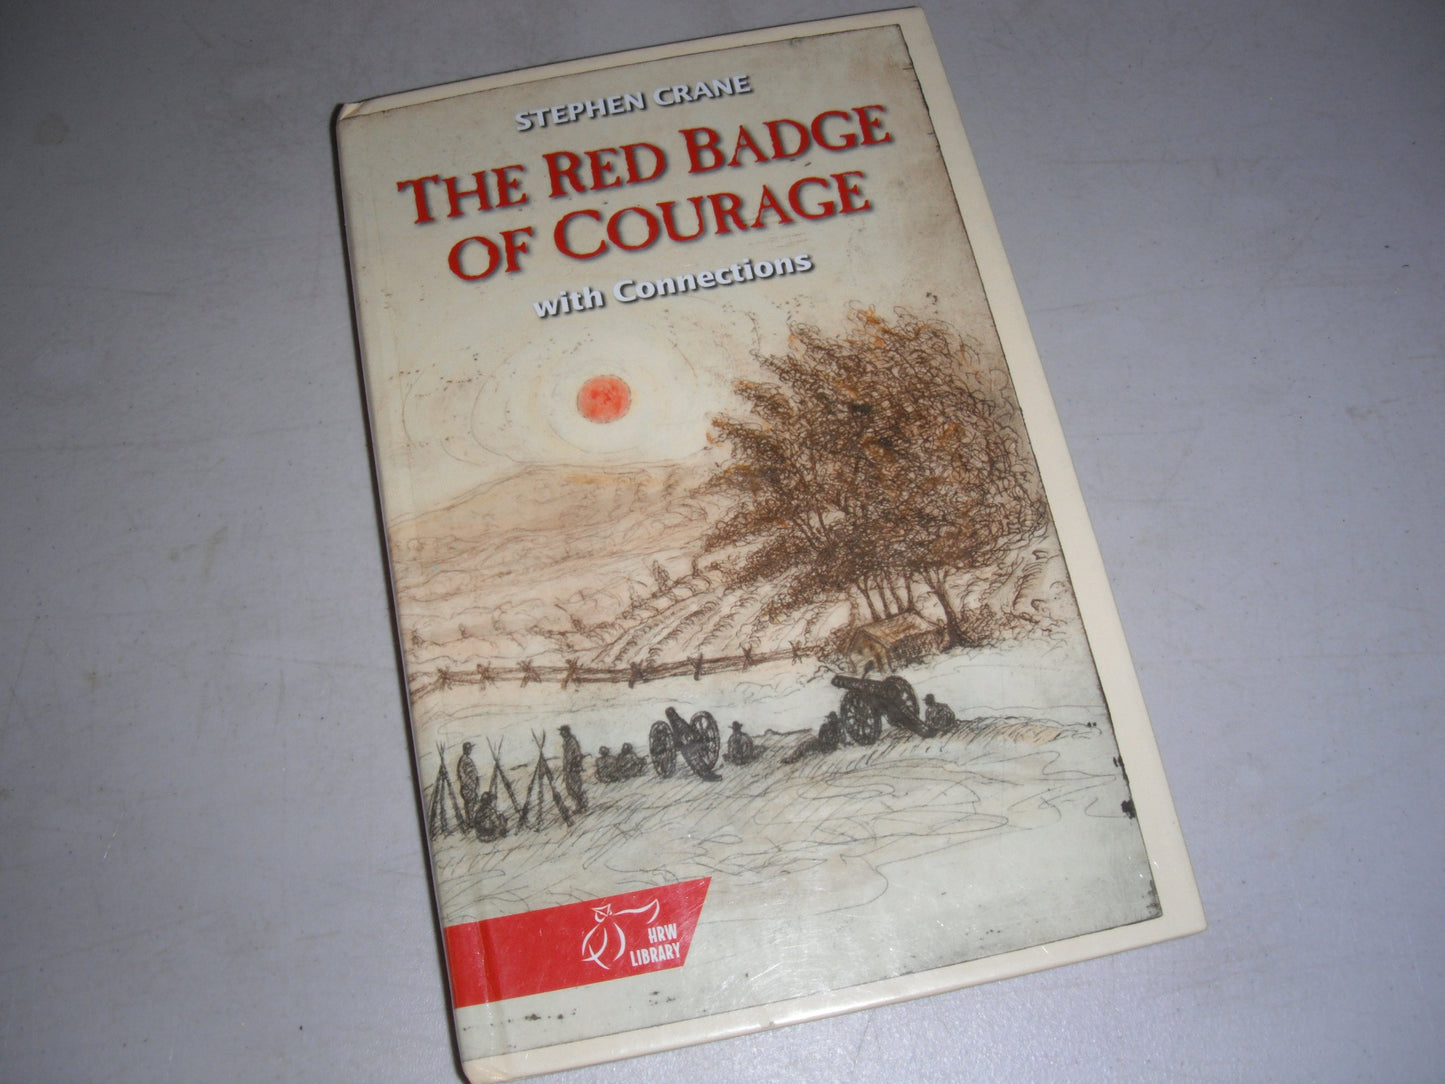 STEPHEN CRANE
THE RED BADGE
OF COURAGE
with Connections
HRW
LIBRARY